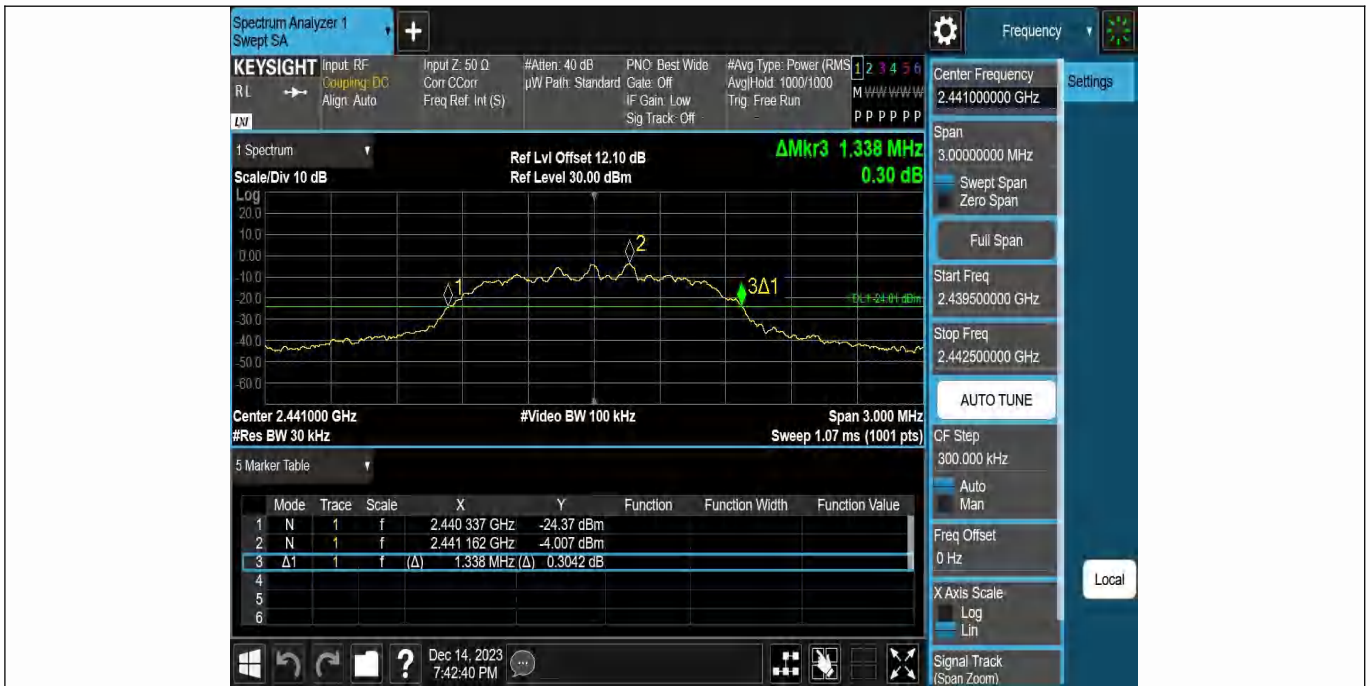 Spectrum Analyzer 1
Swept SA
+
Frequency
KEYSIGHT
RL
LXI
Input: RF
Coupling: DC
Align: Auto
Input Z: 50 Ω
Corr CCorr
Freq Ref: Int (S)
#Atten: 40 dB
µW Path: Standard
PNO: Best Wide
Gate: Off
IF Gain: Low
Sig Track: Off
#Avg Type: Power (RMS
Avg|Hold: 1000/1000
Trig: Free Run
1 2 3 4 5 6
M W W W W W
P P P P P P
1 Spectrum
Scale/Div 10 dB
Log
Ref Lvl Offset 12.10 dB
Ref Level 30.00 dBm
ΔMkr3 1.338 MHz
0.30 dB
20.0
10.0
0.00
-10.0
-20.0
-30.0
-40.0
-50.0
-60.0
1
2
3Δ1
DL1 -24.01 dBm
Center 2.441000 GHz
#Video BW 100 kHz
Span 3.000 MHz
#Res BW 30 kHz
Sweep 1.07 ms (1001 pts)
5 Marker Table
Mode Trace Scale X Y Function Function Width Function Value
1 N 1 f 2.440 337 GHz -24.37 dBm
2 N 1 f 2.441 162 GHz -4.007 dBm
3 Δ1 1 f (Δ) 1.338 MHz (Δ) 0.3042 dB
4
5
6
?
Dec 14, 2023
7:42:40 PM
Center Frequency
2.441000000 GHz
Settings
Span
3.00000000 MHz
Swept Span
Zero Span
Full Span
Start Freq
2.439500000 GHz
Stop Freq
2.442500000 GHz
AUTO TUNE
CF Step
300.000 kHz
Auto
Man
Freq Offset
0 Hz
X Axis Scale
Log
Lin
Signal Track
(Span Zoom)
Local